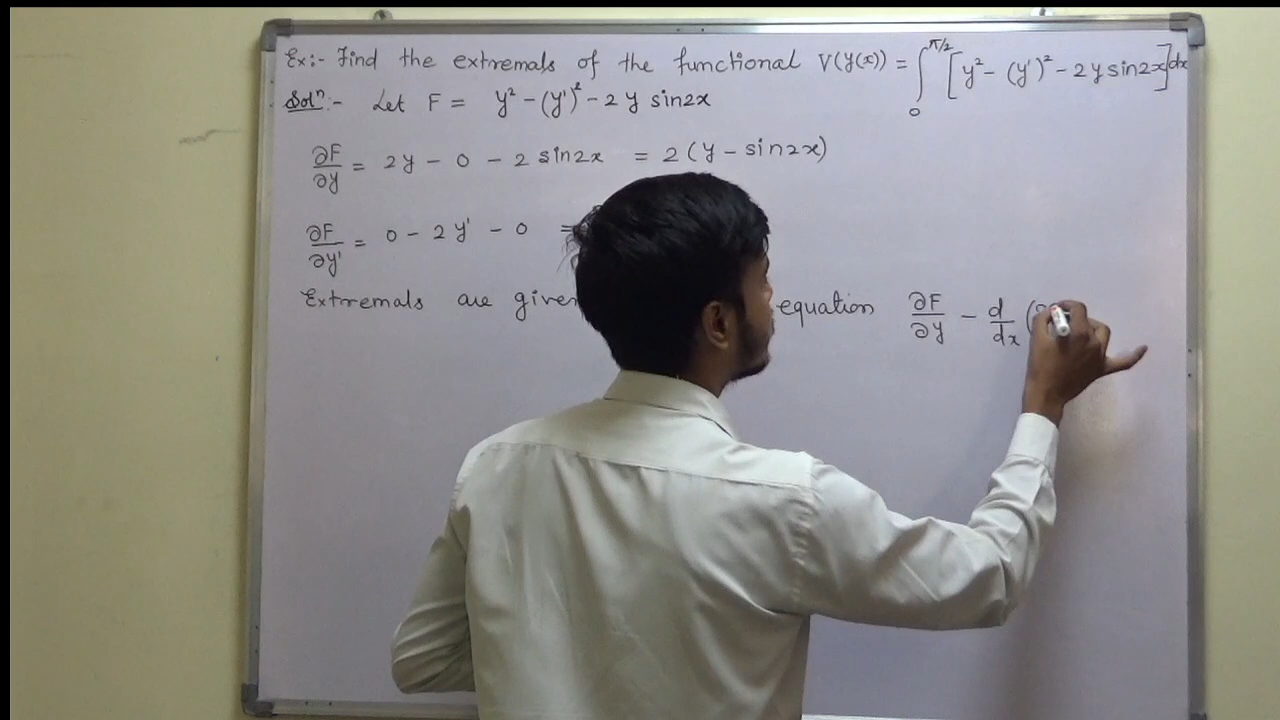 Ex:- Find the extremals of the functional V(y(x)) = ∫₀^π/2 [y² - (y')² - 2y sin2x] dx
Solⁿ:- Let F = y² - (y')² - 2 y sin2x
∂F/∂y = 2y - 0 - 2 sin2x = 2(y - sin2x)
∂F/∂y' = 0 - 2y' - 0 =
Extremals are given equation ∂F/∂y - d/dx (